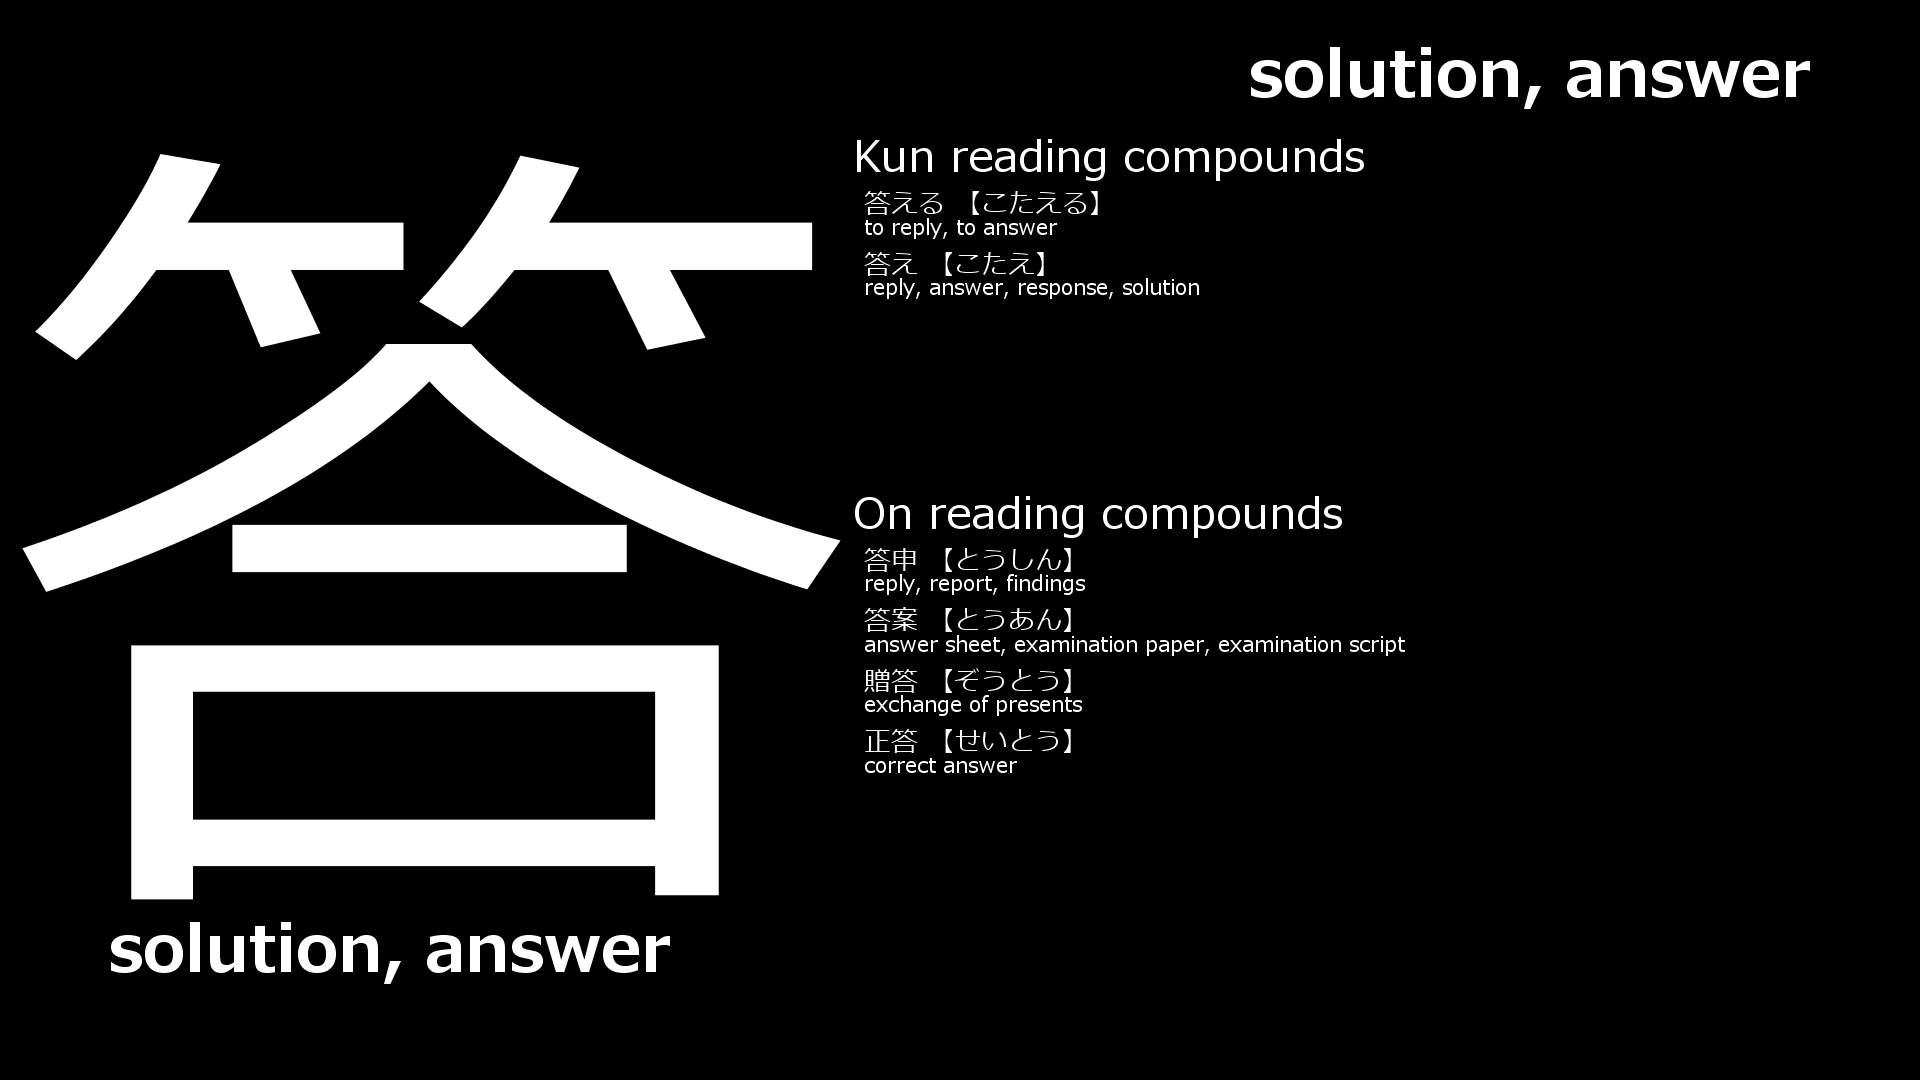 solution, answer
答
solution, answer
Kun reading compounds
答える 【こたえる】
to reply, to answer
答え 【こたえ】
reply, answer, response, solution
On reading compounds
答申 【とうしん】
reply, report, findings
答案 【とうあん】
answer sheet, examination paper, examination script
贈答 【ぞうとう】
exchange of presents
正答 【せいとう】
correct answer